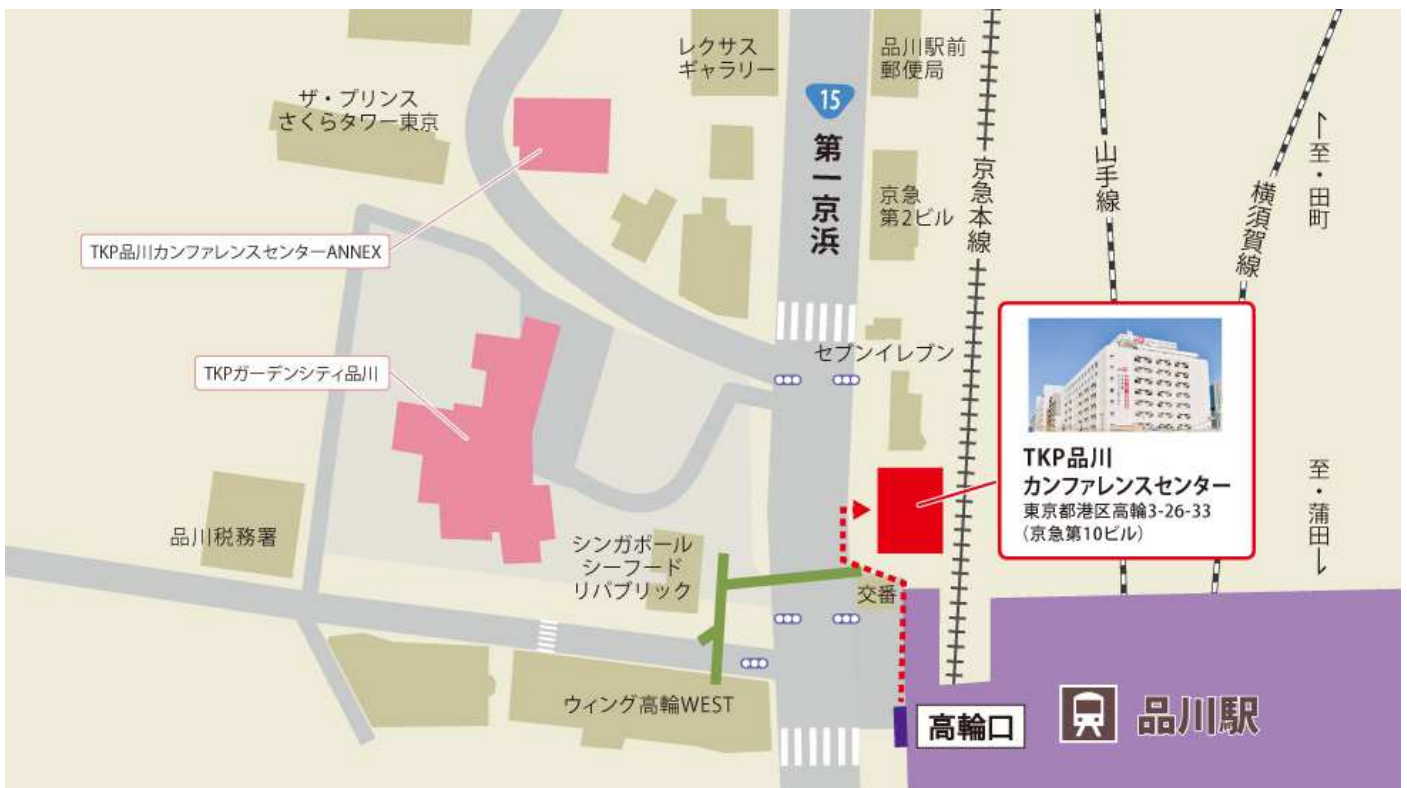 レクサス
ギャラリー
品川駅前
郵便局
15
第一京浜
ザ・プリンス
さくらタワー東京
京急
第2ビル
京急本線
山手線
横須賀線
↑至・田町
TKP品川カンファレンスセンターANNEX
セブンイレブン
TKPガーデンシティ品川
TKP品川
カンファレンスセンター
東京都港区高輪3-26-33
(京急第10ビル)
至・蒲田↓
品川税務署
シンガポール
シーフード
リパブリック
交番
ウィング高輪WEST
高輪口
品川駅